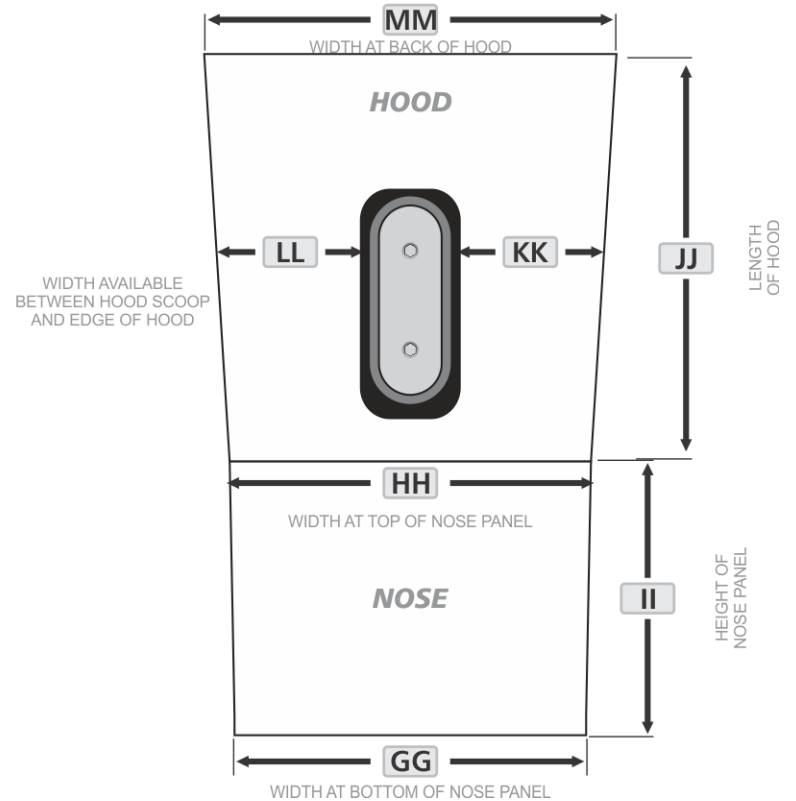 MM
WIDTH AT BACK OF HOOD
HOOD
LL
KK
JJ
LENGTH
OF HOOD
WIDTH AVAILABLE
BETWEEN HOOD SCOOP
AND EDGE OF HOOD
HH
WIDTH AT TOP OF NOSE PANEL
NOSE
II
HEIGHT OF
NOSE PANEL
GG
WIDTH AT BOTTOM OF NOSE PANEL